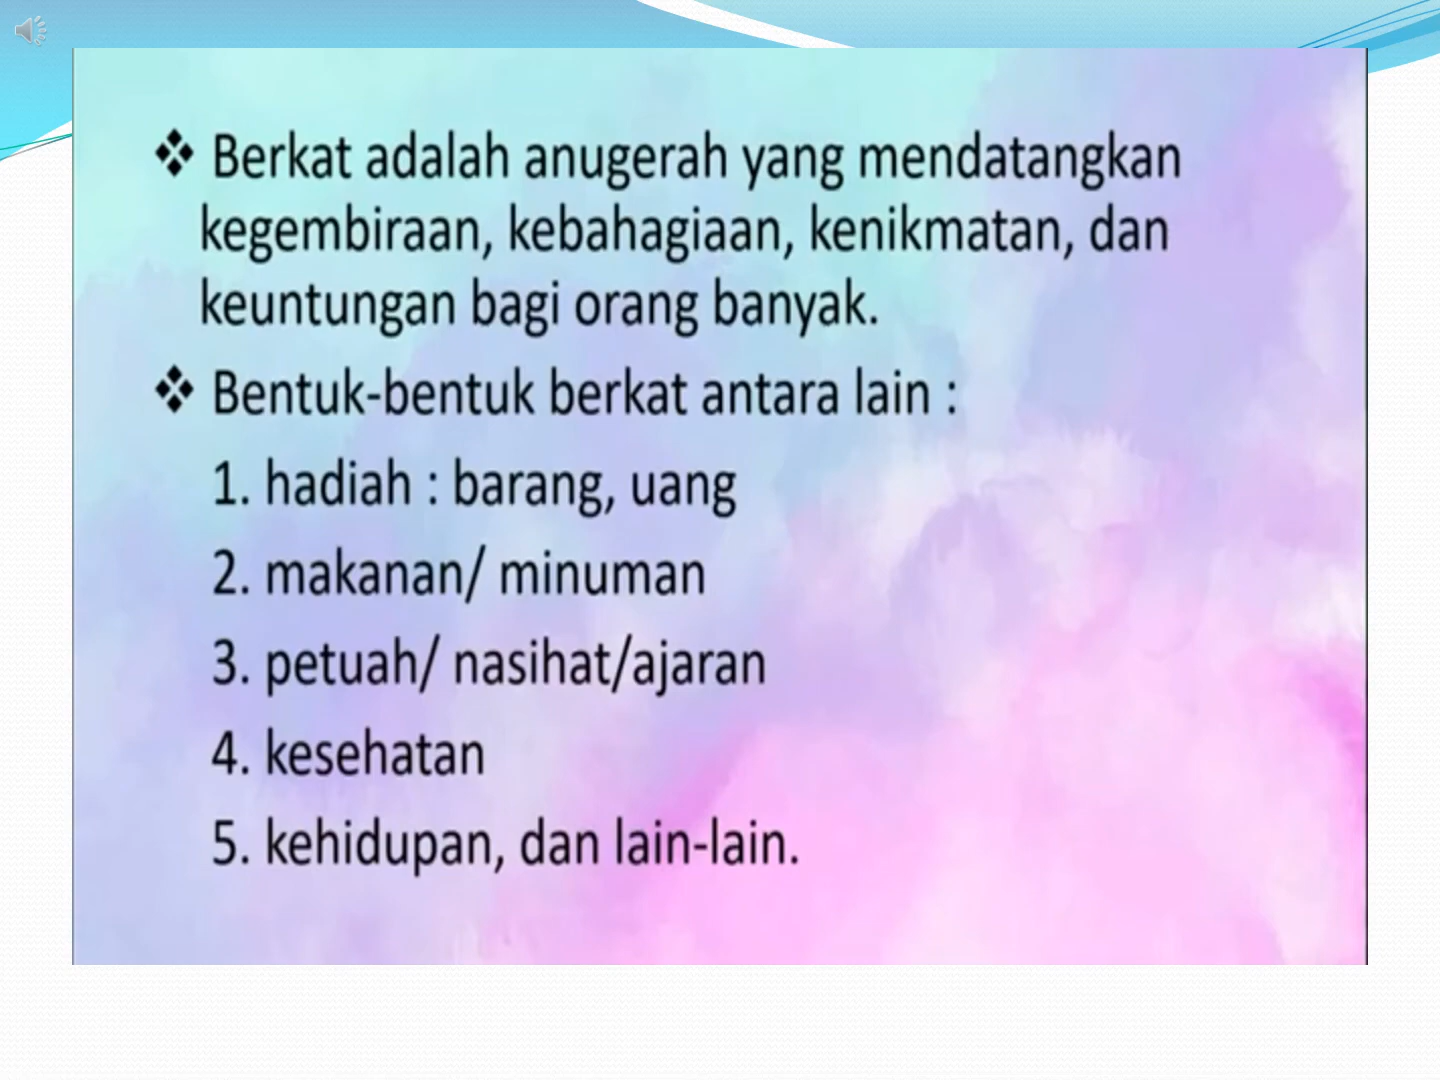 ❖ Berkat adalah anugerah yang mendatangkan
kegembiraan, kebahagiaan, kenikmatan, dan
keuntungan bagi orang banyak.
❖ Bentuk-bentuk berkat antara lain :
1. hadiah : barang, uang
2. makanan/ minuman
3. petuah/ nasihat/ajaran
4. kesehatan
5. kehidupan, dan lain-lain.